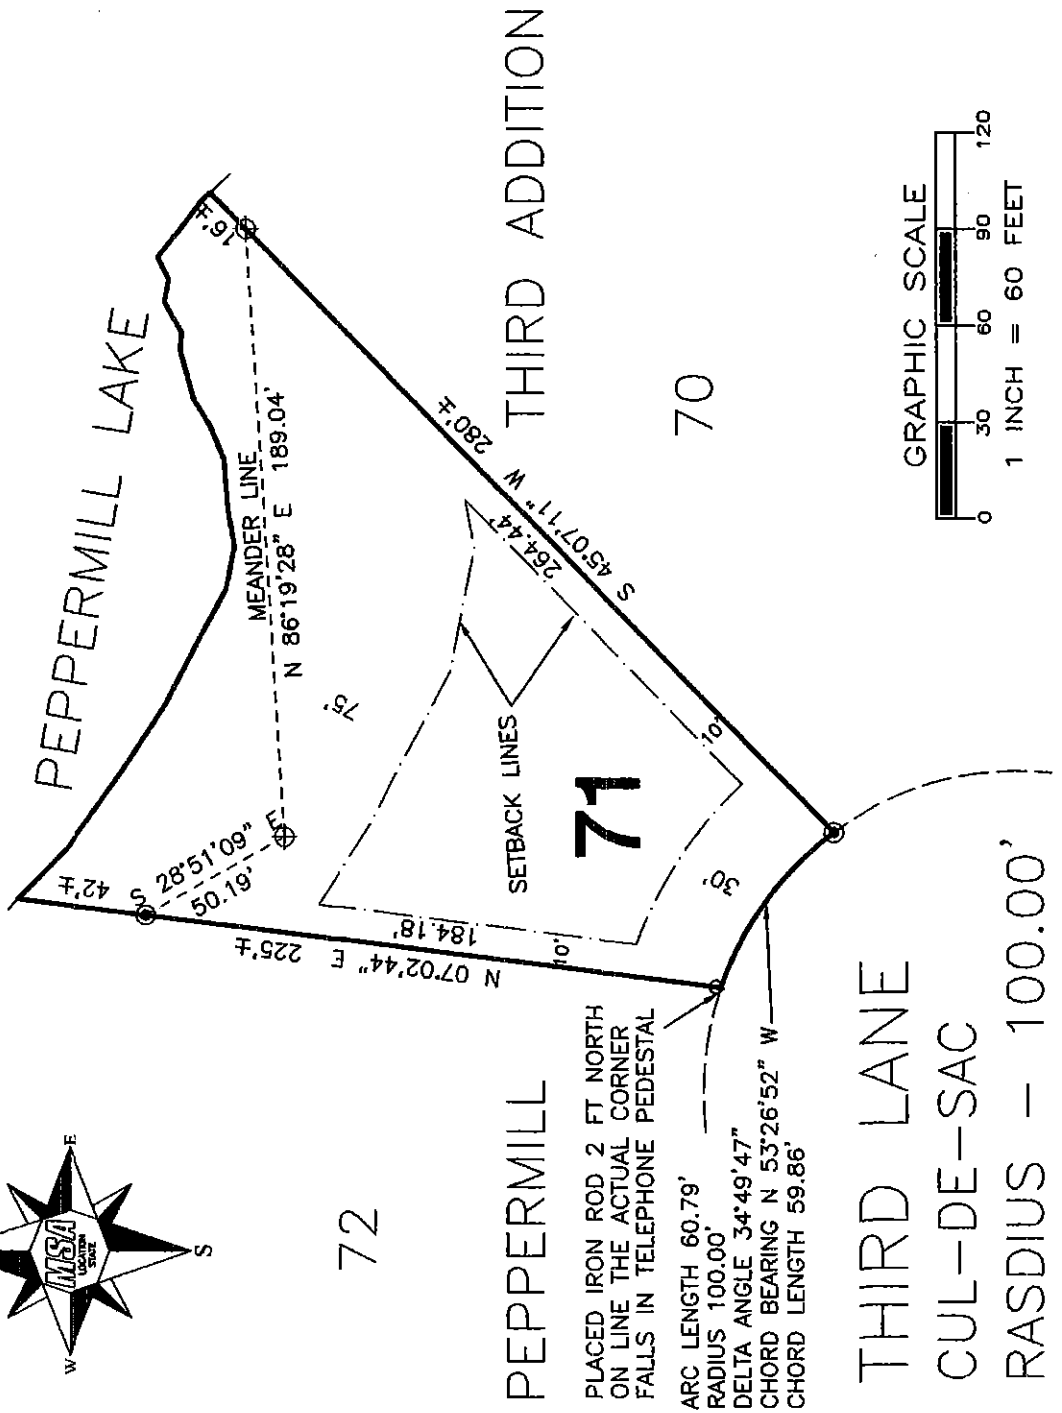 W
E
S
MSA
LOCATION
STATE
PEPPERMILL LAKE
16'±
MEANDER LINE
N 86°19'28" E 189.04'
42'±
S 28°51'09" E
50.19'
75'
225'±
N 07°02'44" E
184.18'
10'
280'±
S 45°07'11" W
264.44'
10'
SETBACK LINES
71
30'
72
70
THIRD ADDITION
PEPPERMILL
PLACED IRON ROD 2 FT NORTH
ON LINE THE ACTUAL CORNER
FALLS IN TELEPHONE PEDESTAL
ARC LENGTH 60.79'
RADIUS 100.00'
DELTA ANGLE 34°49'47"
CHORD BEARING N 53°26'52" W
CHORD LENGTH 59.86'
THIRD LANE
CUL-DE-SAC
RASDIUS - 100.00'
GRAPHIC SCALE
0 30 60 90 120
1 INCH = 60 FEET